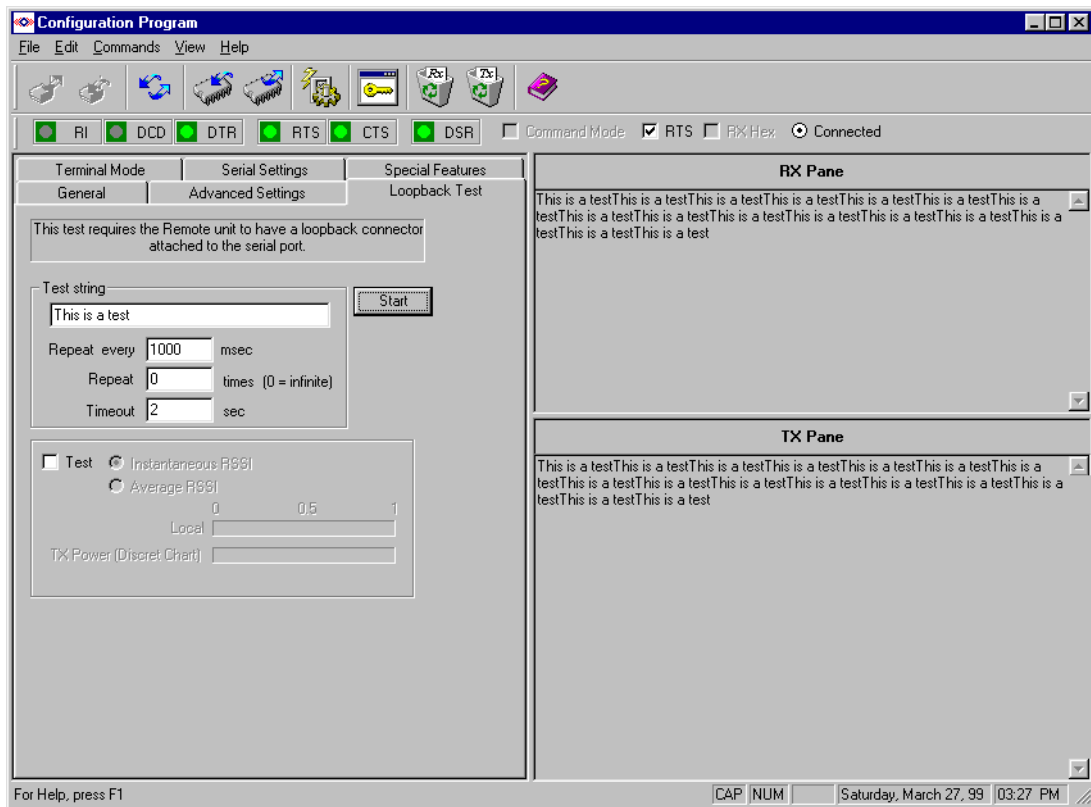 Configuration Program
File Edit Commands View Help
Rx Tx
RI DCD DTR RTS CTS DSR Command Mode RTS RX Hex Connected
Terminal Mode Serial Settings Special Features
General Advanced Settings Loopback Test
This test requires the Remote unit to have a loopback connector
attached to the serial port.
Test string
This is a test
Start
Repeat every 1000 msec
Repeat 0 times (0 = infinite)
Timeout 2 sec
Test Instantaneous RSSI
Average RSSI
0 0.5 1
Local
TX Power (Discret Chart)
RX Pane
This is a testThis is a testThis is a testThis is a testThis is a testThis is a testThis is a
testThis is a testThis is a testThis is a testThis is a testThis is a testThis is a testThis is a
testThis is a testThis is a test
TX Pane
This is a testThis is a testThis is a testThis is a testThis is a testThis is a testThis is a
testThis is a testThis is a testThis is a testThis is a testThis is a testThis is a testThis is a
testThis is a testThis is a test
For Help, press F1
CAP NUM Saturday, March 27, 99 03:27 PM